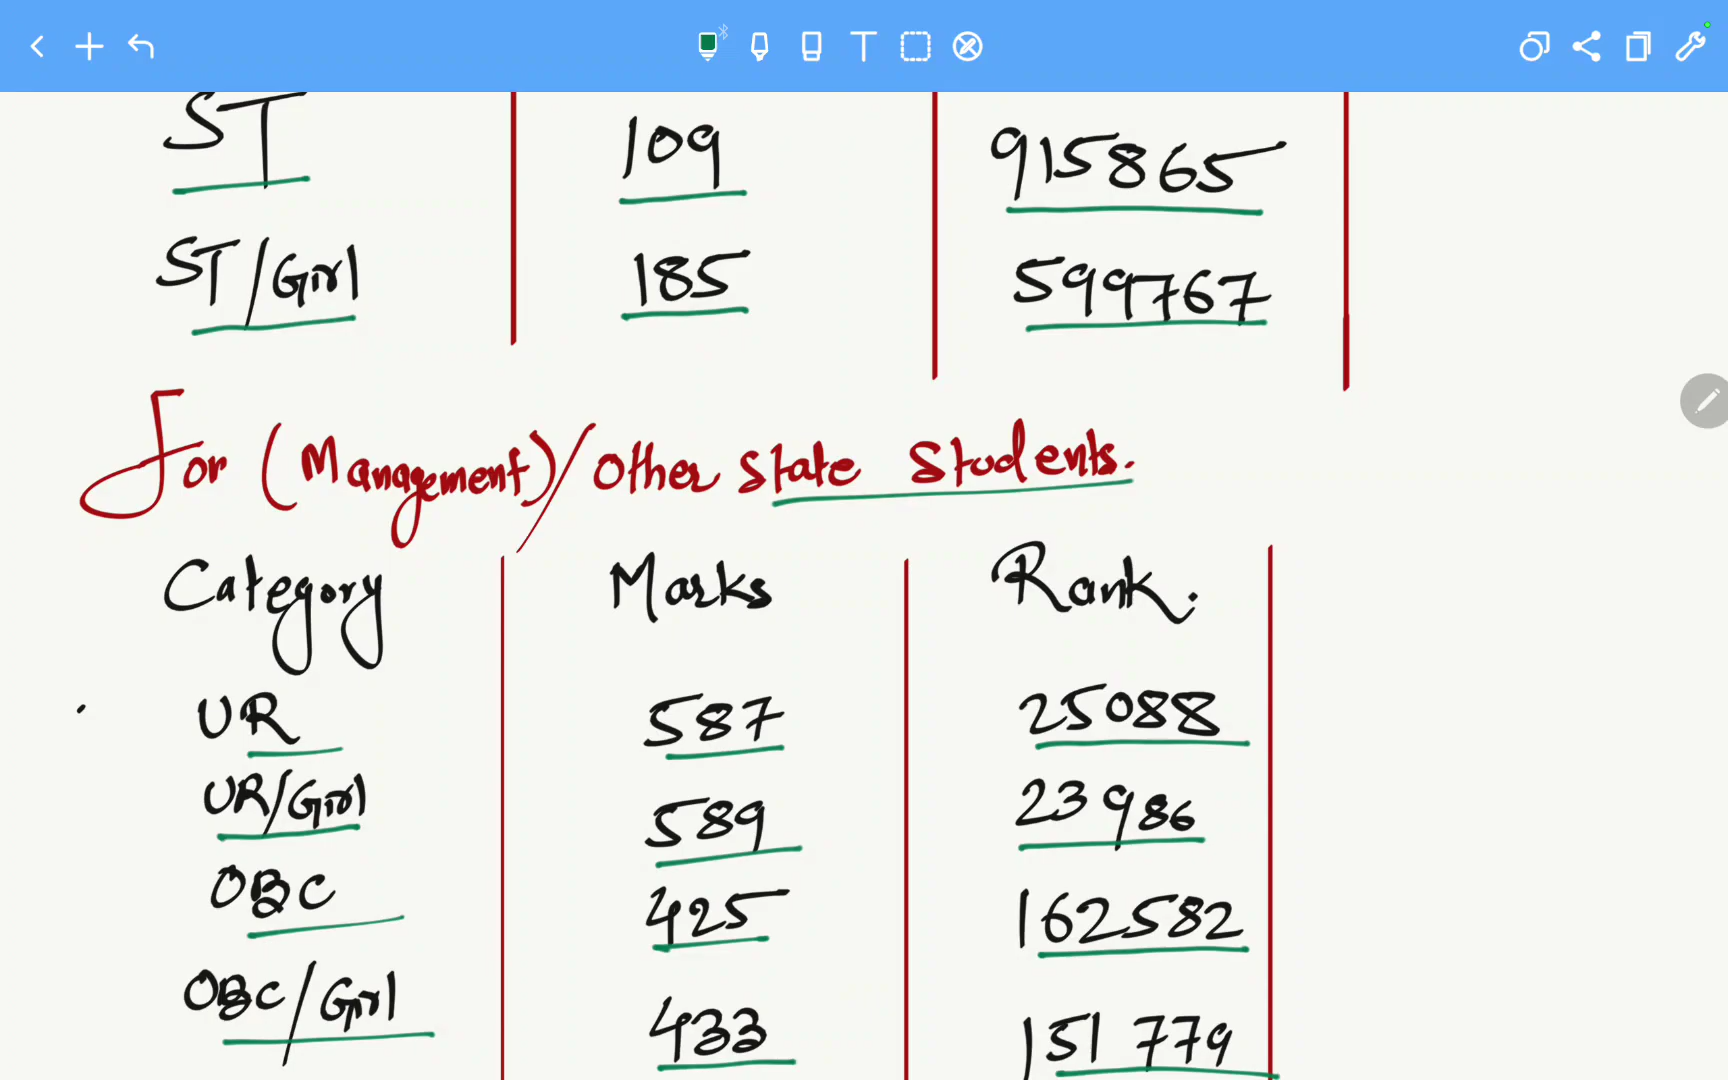 ST 109 915865
ST/Girl 185 599767
For (Management)/Other State Students.
Category Marks Rank.
UR 587 25088
UR/Girl 589 23986
OBC 425 162582
OBC/Girl 433 151779